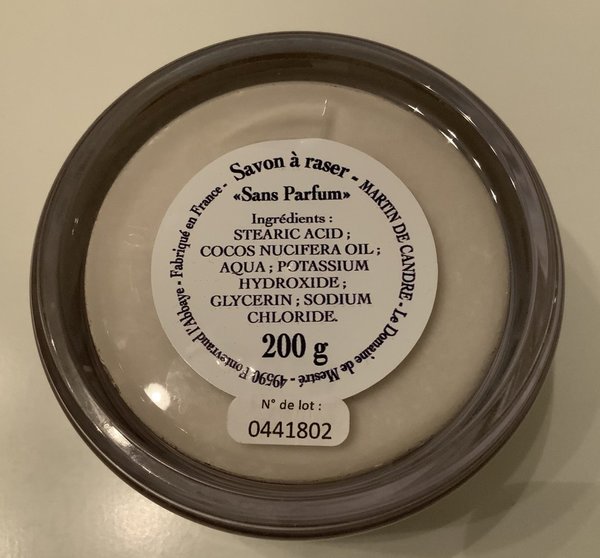 Savon à raser - MARTIN DE CANDRE - Le Domaine de Mestré - 49590 Fontevraud l'Abbaye - Fabriqué en France -
«Sans Parfum»
Ingrédients :
STEARIC ACID ;
COCOS NUCIFERA OIL ;
AQUA ; POTASSIUM
HYDROXIDE ;
GLYCERIN ; SODIUM
CHLORIDE.
200 g
N° de lot :
0441802